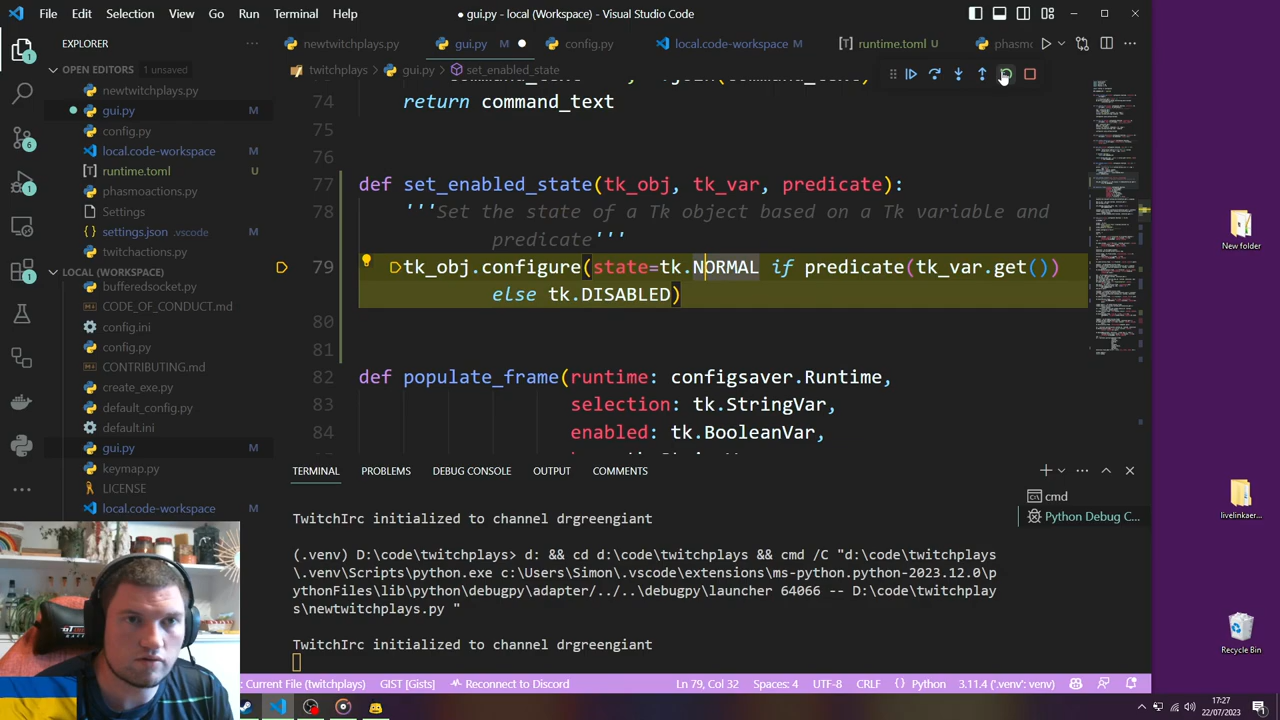 File Edit Selection View Go Run Terminal Help
● gui.py - local (Workspace) - Visual Studio Code
EXPLORER
newtwitchplays.py
gui.py M
config.py
local.code-workspace M
runtime.toml U
twitchplays > gui.py > set_enabled_state
OPEN EDITORS 1 unsaved
newtwitchplays.py
gui.py M
config.py
local.code-workspace M
runtime.toml U
phasmoactions.py
Settings
settings.json .vscode
twitchactions.py
LOCAL (WORKSPACE)
bufferedsocket.py
CODE_OF_CONDUCT.md
config.ini
config.py
CONTRIBUTING.md
create_exe.py
default_config.py
default.ini
gui.py M
keymap.py
LICENSE
local.code-workspace M
74 return command_text
75
76
77 def set_enabled_state(tk_obj, tk_var, predicate):
78 '''Set the state of a Tk object based on a Tk variable and
predicate'''
79 tk_obj.configure(state=tk.NORMAL if predicate(tk_var.get())
else tk.DISABLED)
80
81
82 def populate_frame(runtime: configsaver.Runtime,
83 selection: tk.StringVar,
84 enabled: tk.BooleanVar,
TERMINAL PROBLEMS DEBUG CONSOLE OUTPUT COMMENTS
cmd
Python Debug C...
TwitchIrc initialized to channel drgreengiant
(.venv) D:\code\twitchplays> d: && cd d:\code\twitchplays && cmd /C "d:\code\twitchplays
\.venv\Scripts\python.exe c:\Users\Simon\.vscode\extensions\ms-python.python-2023.12.0\p
ythonFiles\lib\python\debugpy\adapter/../..\debugpy\launcher 64066 -- D:\code\twitchplay
s\newtwitchplays.py "
TwitchIrc initialized to channel drgreengiant
: Current File (twitchplays) GIST [Gists] Reconnect to Discord Ln 79, Col 32 Spaces: 4 UTF-8 CRLF Python 3.11.4 ('.venv': venv)
New folder
livelinkaer...
Recycle Bin
17:27
22/07/2023